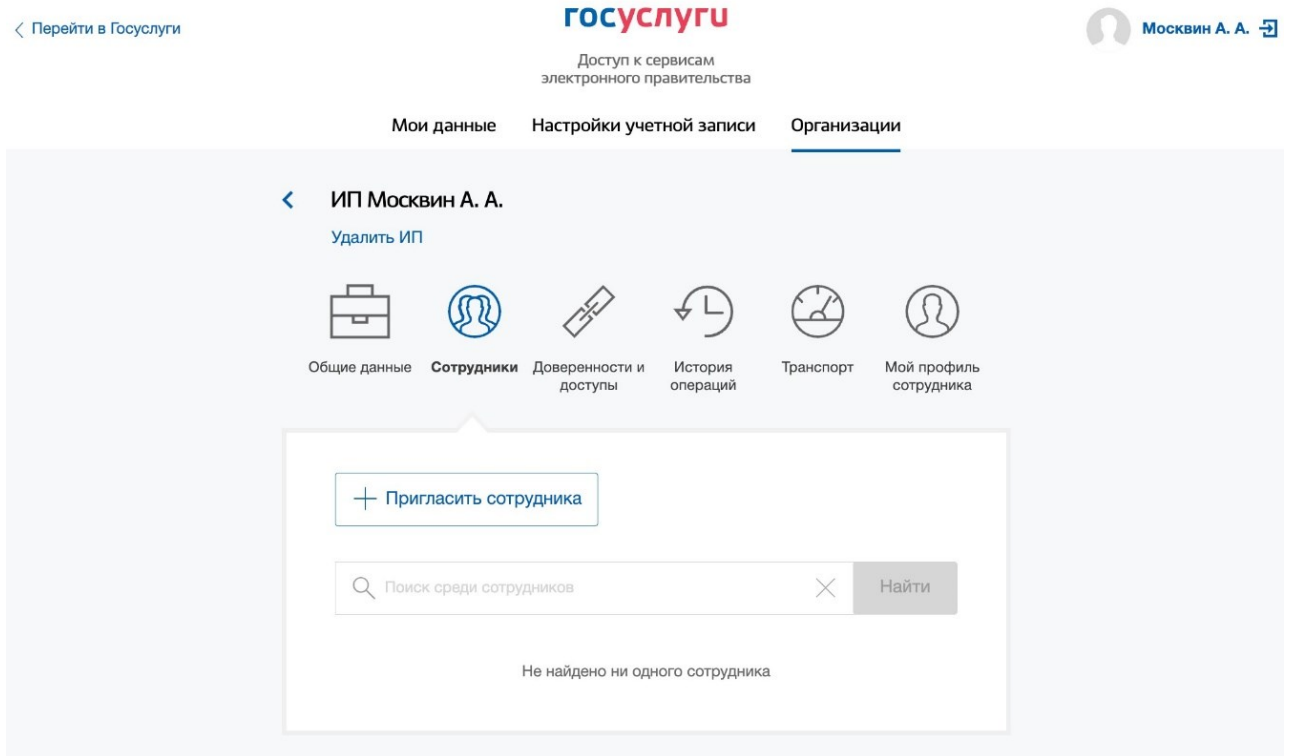 Перейти в Госуслуги
госуслуги
Москвин А. А.
Доступ к сервисам
электронного правительства
Мои данные Настройки учетной записи Организации
ИП Москвин А. А.
Удалить ИП
Общие данные
Сотрудники
Доверенности и
доступы
История
операций
Транспорт
Мой профиль
сотрудника
Пригласить сотрудника
Поиск среди сотрудников
Найти
Не найдено ни одного сотрудника